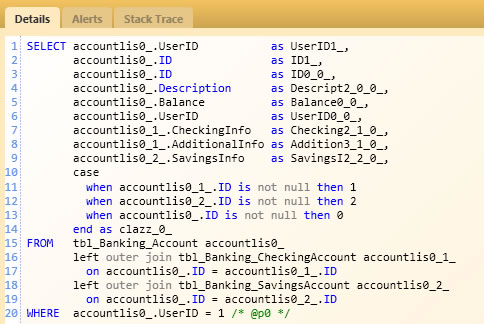 Details Alerts Stack Trace
1 SELECT accountlis0_.UserID as UserID1_,
2 accountlis0_.ID as ID1_,
3 accountlis0_.ID as ID0_0_,
4 accountlis0_.Description as Descript2_0_0_,
5 accountlis0_.Balance as Balance0_0_,
6 accountlis0_.UserID as UserID0_0_,
7 accountlis0_1_.CheckingInfo as Checking2_1_0_,
8 accountlis0_1_.AdditionalInfo as Addition3_1_0_,
9 accountlis0_2_.SavingsInfo as SavingsI2_2_0_,
10 case
11 when accountlis0_1_.ID is not null then 1
12 when accountlis0_2_.ID is not null then 2
13 when accountlis0_.ID is not null then 0
14 end as clazz_0_
15 FROM tbl_Banking_Account accountlis0_
16 left outer join tbl_Banking_CheckingAccount accountlis0_1_
17 on accountlis0_.ID = accountlis0_1_.ID
18 left outer join tbl_Banking_SavingsAccount accountlis0_2_
19 on accountlis0_.ID = accountlis0_2_.ID
20 WHERE accountlis0_.UserID = 1 /* @p0 */